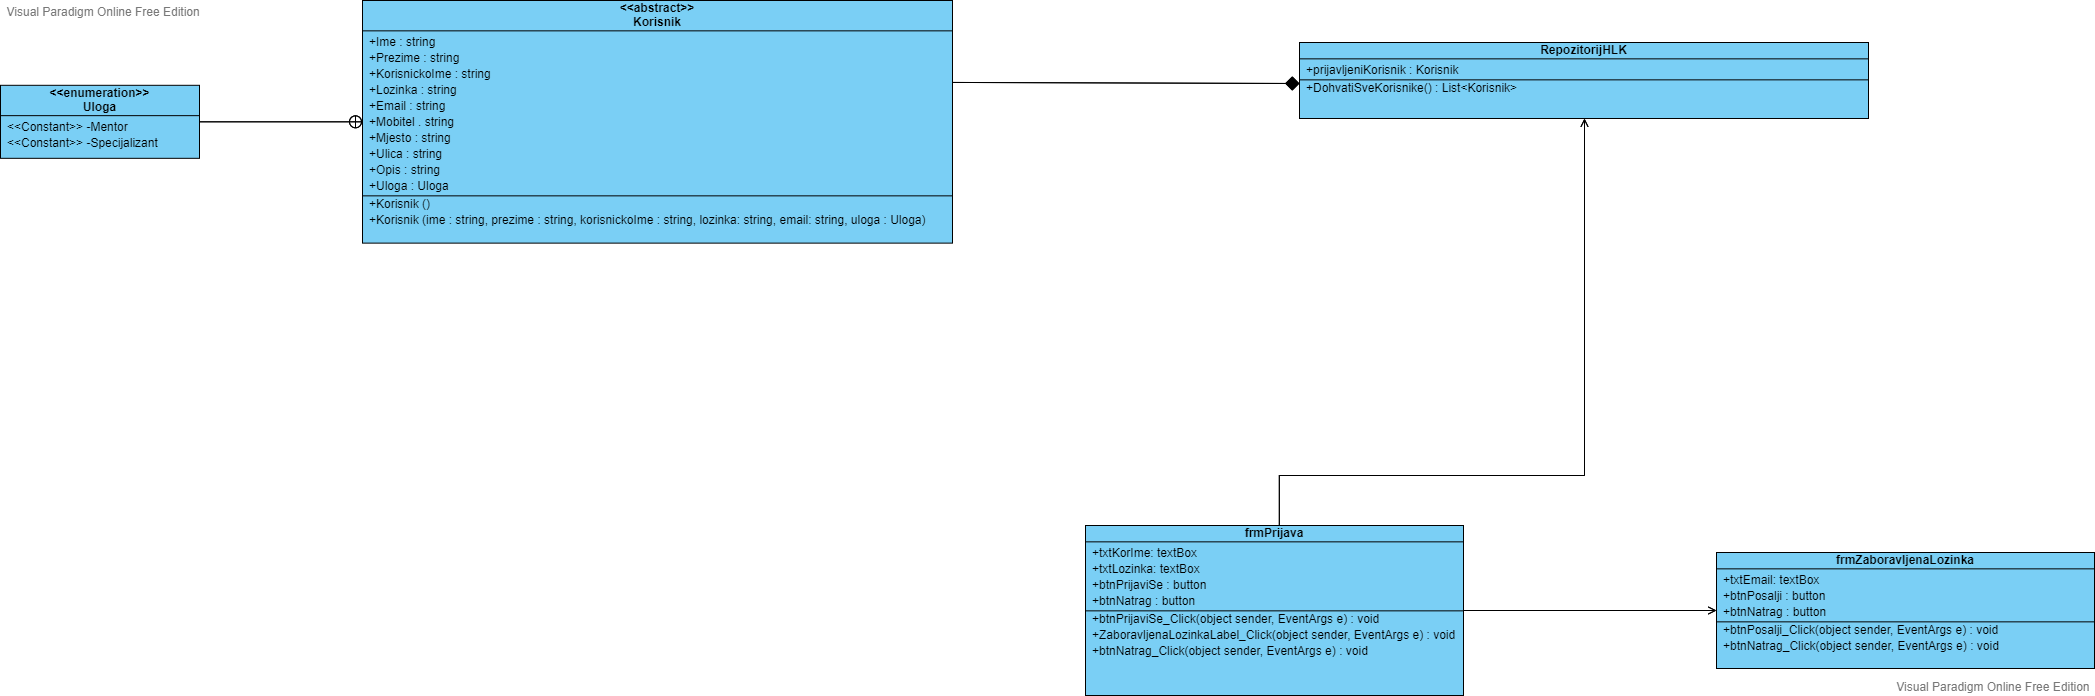 Visual Paradigm Online Free Edition
<<enumeration>>
Uloga
<<Constant>> -Mentor
<<Constant>> -Specijalizant
<<abstract>>
Korisnik
+Ime : string
+Prezime : string
+KorisnickoIme : string
+Lozinka : string
+Email : string
+Mobitel . string
+Mjesto : string
+Ulica : string
+Opis : string
+Uloga : Uloga
+Korisnik ()
+Korisnik (ime : string, prezime : string, korisnickoIme : string, lozinka: string, email: string, uloga : Uloga)
RepozitorijHLK
+prijavljeniKorisnik : Korisnik
+DohvatiSveKorisnike() : List<Korisnik>
frmPrijava
+txtKorIme: textBox
+txtLozinka: textBox
+btnPrijaviSe : button
+btnNatrag : button
+btnPrijaviSe_Click(object sender, EventArgs e) : void
+ZaboravljenaLozinkaLabel_Click(object sender, EventArgs e) : void
+btnNatrag_Click(object sender, EventArgs e) : void
frmZaboravljenaLozinka
+txtEmail: textBox
+btnPosalji : button
+btnNatrag : button
+btnPosalji_Click(object sender, EventArgs e) : void
+btnNatrag_Click(object sender, EventArgs e) : void
Visual Paradigm Online Free Edition